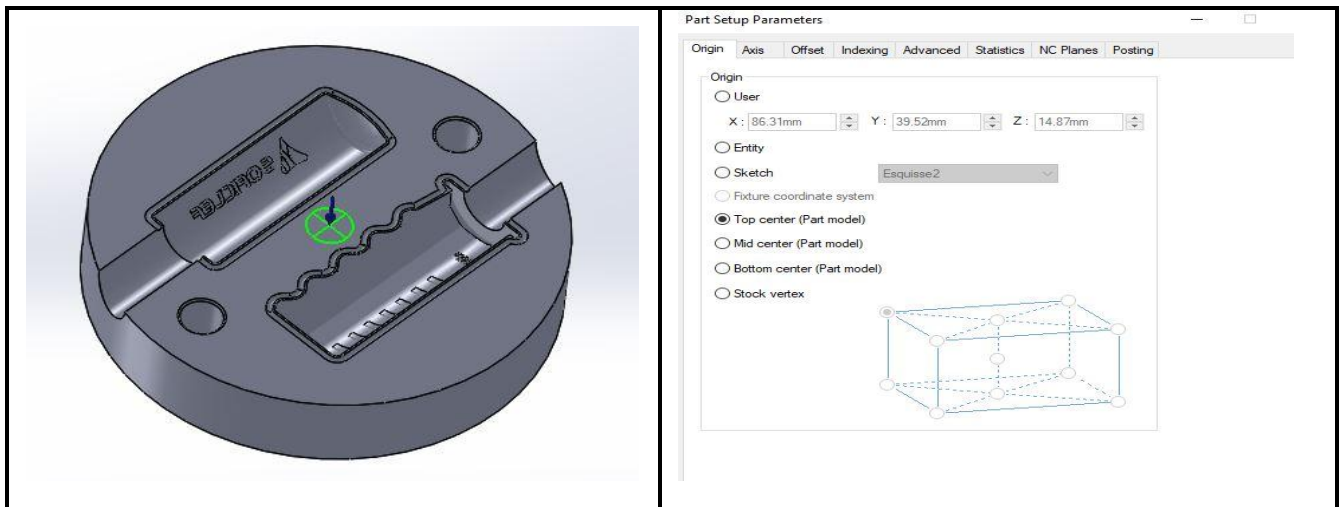 Part Setup Parameters
Origin Axis Offset Indexing Advanced Statistics NC Planes Posting
Origin
User
X : 86.31mm Y : 39.52mm Z : 14.87mm
Entity
Sketch Esquisse2
Fixture coordinate system
Top center (Part model)
Mid center (Part model)
Bottom center (Part model)
Stock vertex